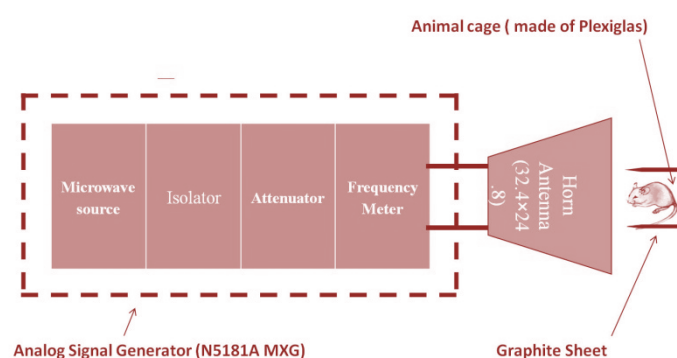 Animal cage ( made of Plexiglas)
Microwave
source
Isolator
Attenuator
Frequency
Meter
Horn
Antenna
(32.4×24
.8)
Analog Signal Generator (N5181A MXG)
Graphite Sheet